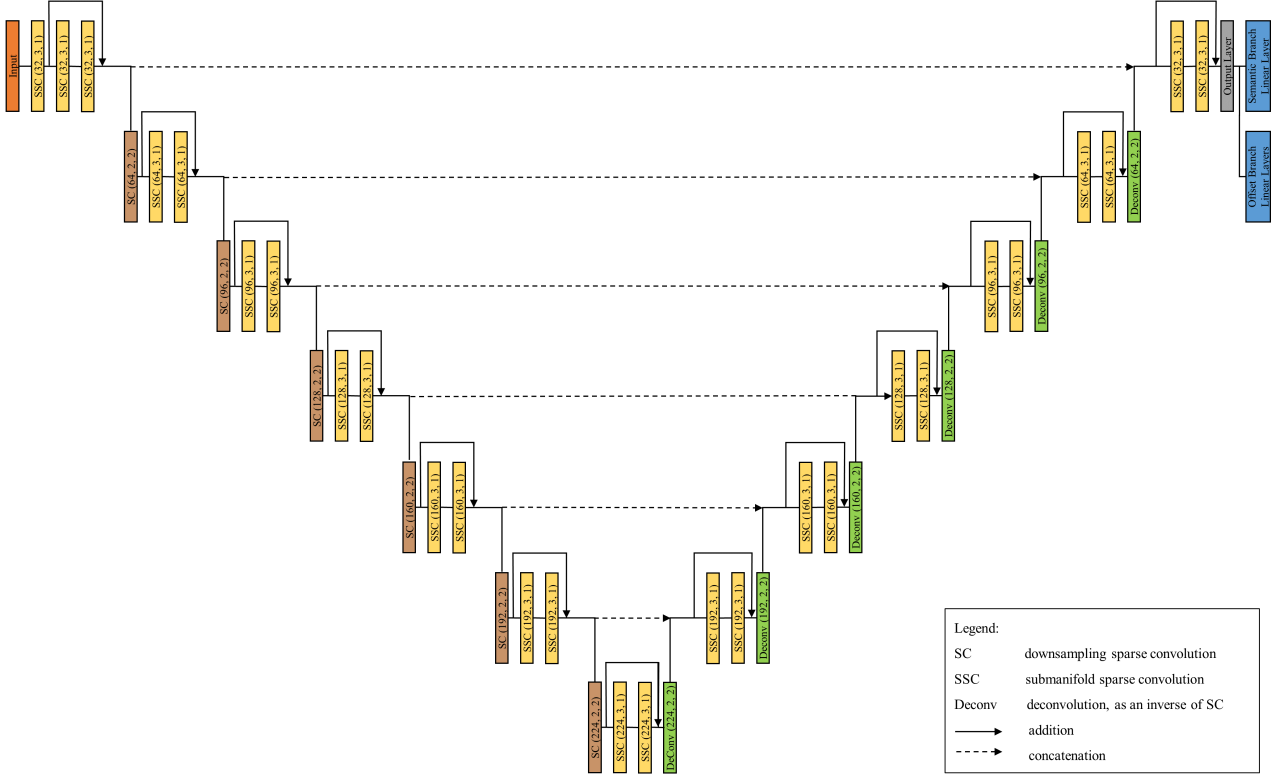 Input
SSC (32, 3, 1)
SSC (32, 3, 1)
SSC (32, 3, 1)
SSC (32, 3, 1)
SSC (32, 3, 1)
Output Layer
Semantic Branch
Linear Layer
SC (64, 2, 2)
SSC (64, 3, 1)
SSC (64, 3, 1)
SSC (64, 3, 1)
SSC (64, 3, 1)
Deconv (64, 2, 2)
Offset Branch
Linear Layers
SC (96, 2, 2)
SSC (96, 3, 1)
SSC (96, 3, 1)
SSC (96, 3, 1)
SSC (96, 3, 1)
Deconv (96, 2, 2)
SC (128, 2, 2)
SSC (128, 3, 1)
SSC (128, 3, 1)
SSC (128, 3, 1)
SSC (128, 3, 1)
Deconv (128, 2, 2)
SC (160, 2, 2)
SSC (160, 3, 1)
SSC (160, 3, 1)
SSC (160, 3, 1)
SSC (160, 3, 1)
Deconv (160, 2, 2)
SC (192, 2, 2)
SSC (192, 3, 1)
SSC (192, 3, 1)
SSC (192, 3, 1)
SSC (192, 3, 1)
Deconv (192, 2, 2)
SC (224, 2, 2)
SSC (224, 3, 1)
SSC (224, 3, 1)
DeConv (224, 2, 2)
Legend:
SC downsampling sparse convolution
SSC submanifold sparse convolution
Deconv deconvolution, as an inverse of SC
addition
concatenation